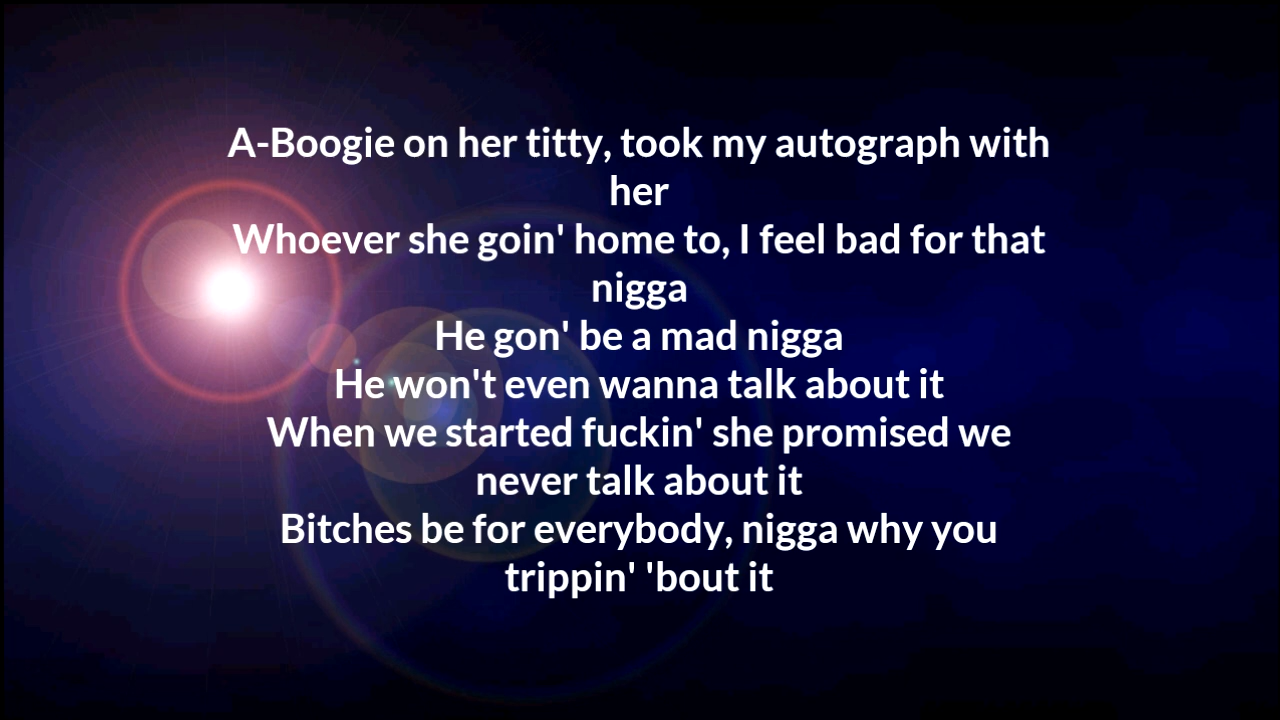 A-Boogie on her titty, took my autograph with
her
Whoever she goin' home to, I feel bad for that
nigga
He gon' be a mad nigga
He won't even wanna talk about it
When we started fuckin' she promised we
never talk about it
Bitches be for everybody, nigga why you
trippin' 'bout it